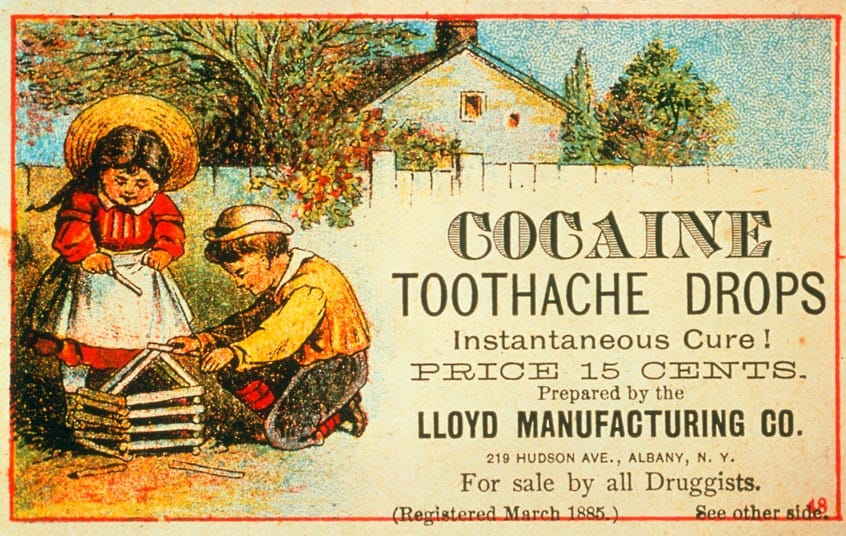 COCAINE
TOOTHACHE DROPS
Instantaneous Cure!
PRICE 15 CENTS.
Prepared by the
LLOYD MANUFACTURING CO.
219 HUDSON AVE., ALBANY, N. Y.
For sale by all Druggists.
(Registered March 1885.) See other side.
18